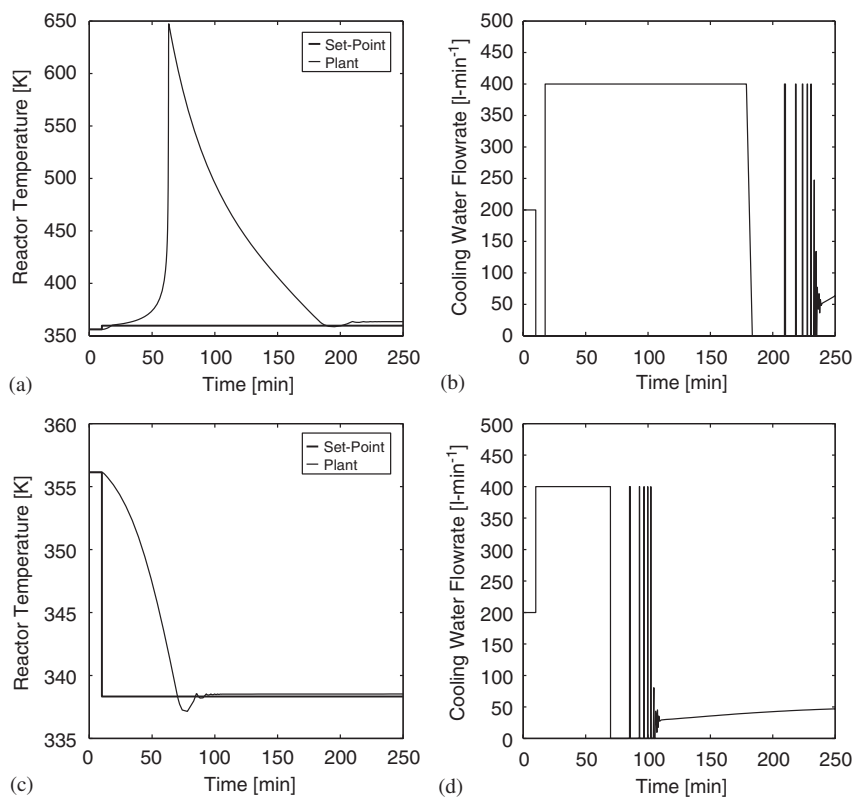 650
600
550
500
450
400
350
0 50 100 150 200 250
Reactor Temperature [K]
Time [min]
Set-Point
Plant
(a)
500
450
400
350
300
250
200
150
100
50
0
0 50 100 150 200 250
Cooling Water Flowrate [l-min-1]
Time [min]
(b)
360
355
350
345
340
335
0 50 100 150 200 250
Reactor Temperature [K]
Time [min]
Set-Point
Plant
(c)
500
450
400
350
300
250
200
150
100
50
0
0 50 100 150 200 250
Cooling Water Flowrate [l-min-1]
Time [min]
(d)